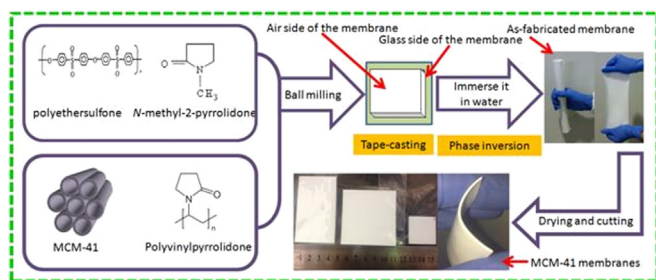 Air side of the membrane
Glass side of the membrane
As-fabricated membrane
O
S
O
O
S
O
O
n
O
N
CH3
polyethersulfone
N-methyl-2-pyrrolidone
Ball milling
Immerse it
in water
Tape-casting
Phase inversion
MCM-41
N
O
n
Polyvinylpyrrolidone
Drying and cutting
MCM-41 membranes